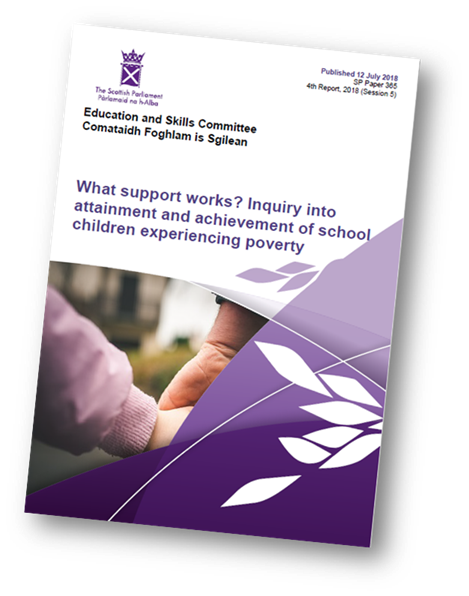 The Scottish Parliament
Pàrlamaid na h-Alba
Published 12 July 2018
SP Paper 365
4th Report, 2018 (Session 5)
Education and Skills Committee
Comataidh Foghlam is Sgilean
What support works? Inquiry into
attainment and achievement of school
children experiencing poverty